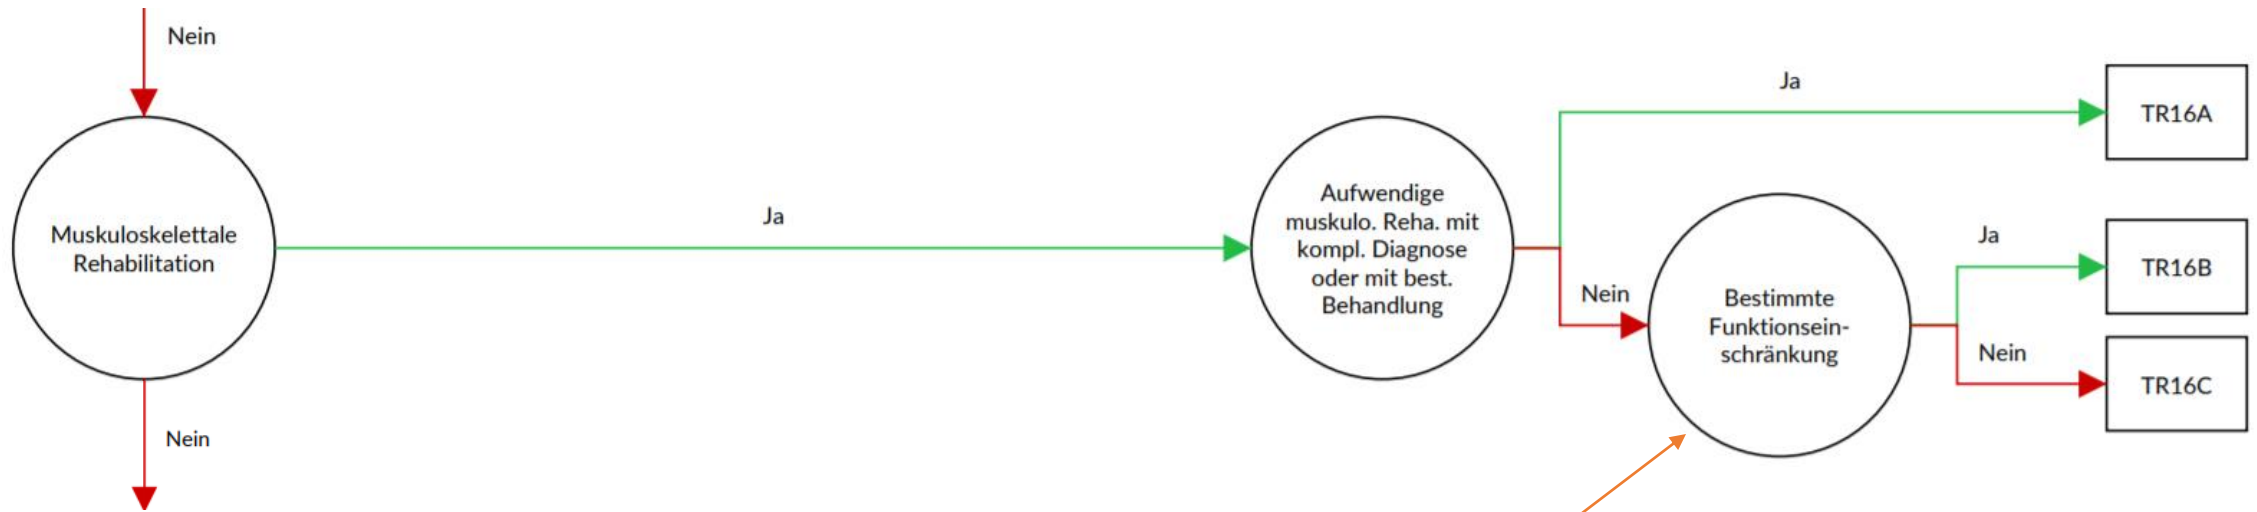 Nein
Muskuloskelettale
Rehabilitation
Nein
Ja
Aufwendige
muskulo. Reha. mit
kompl. Diagnose
oder mit best.
Behandlung
Ja
Nein
Bestimmte
Funktionsein-
schränkung
Ja
Nein
TR16A
TR16B
TR16C